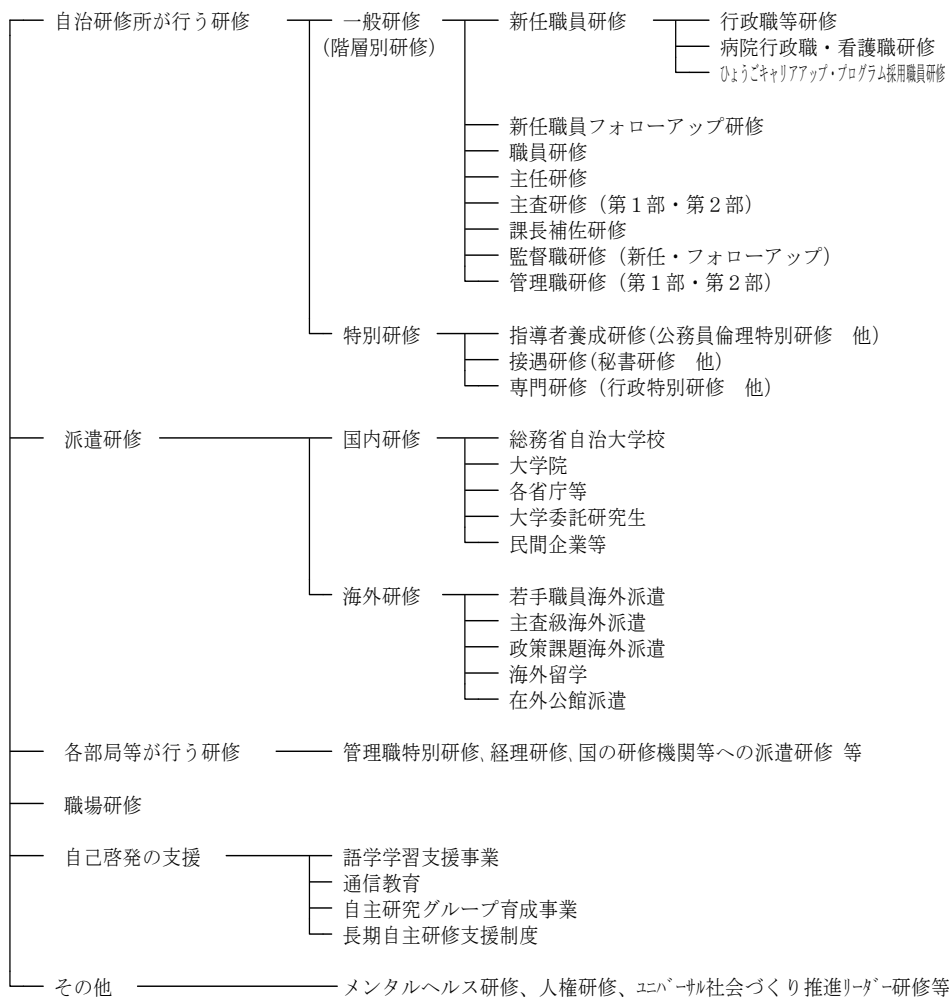 自治研修所が行う研修 一般研修 新任職員研修 行政職等研修
(階層別研修) 病院行政職・看護職研修
ひょうごキャリアアップ・プログラム採用職員研修
新任職員フォローアップ研修
職員研修
主任研修
主査研修（第１部・第２部）
課長補佐研修
監督職研修（新任・フォローアップ）
管理職研修（第１部・第２部）
特別研修 指導者養成研修(公務員倫理特別研修　他)
接遇研修(秘書研修　他)
専門研修（行政特別研修　他）
派遣研修 国内研修 総務省自治大学校
大学院
各省庁等
大学委託研究生
民間企業等
海外研修 若手職員海外派遣
主査級海外派遣
政策課題海外派遣
海外留学
在外公館派遣
各部局等が行う研修 管理職特別研修､経理研修､国の研修機関等への派遣研修 等
職場研修
自己啓発の支援 語学学習支援事業
通信教育
自主研究グループ育成事業
長期自主研修支援制度
その他 メンタルヘルス研修、人権研修、ﾕﾆﾊﾞｰｻﾙ社会づくり推進ﾘｰﾀﾞｰ研修等